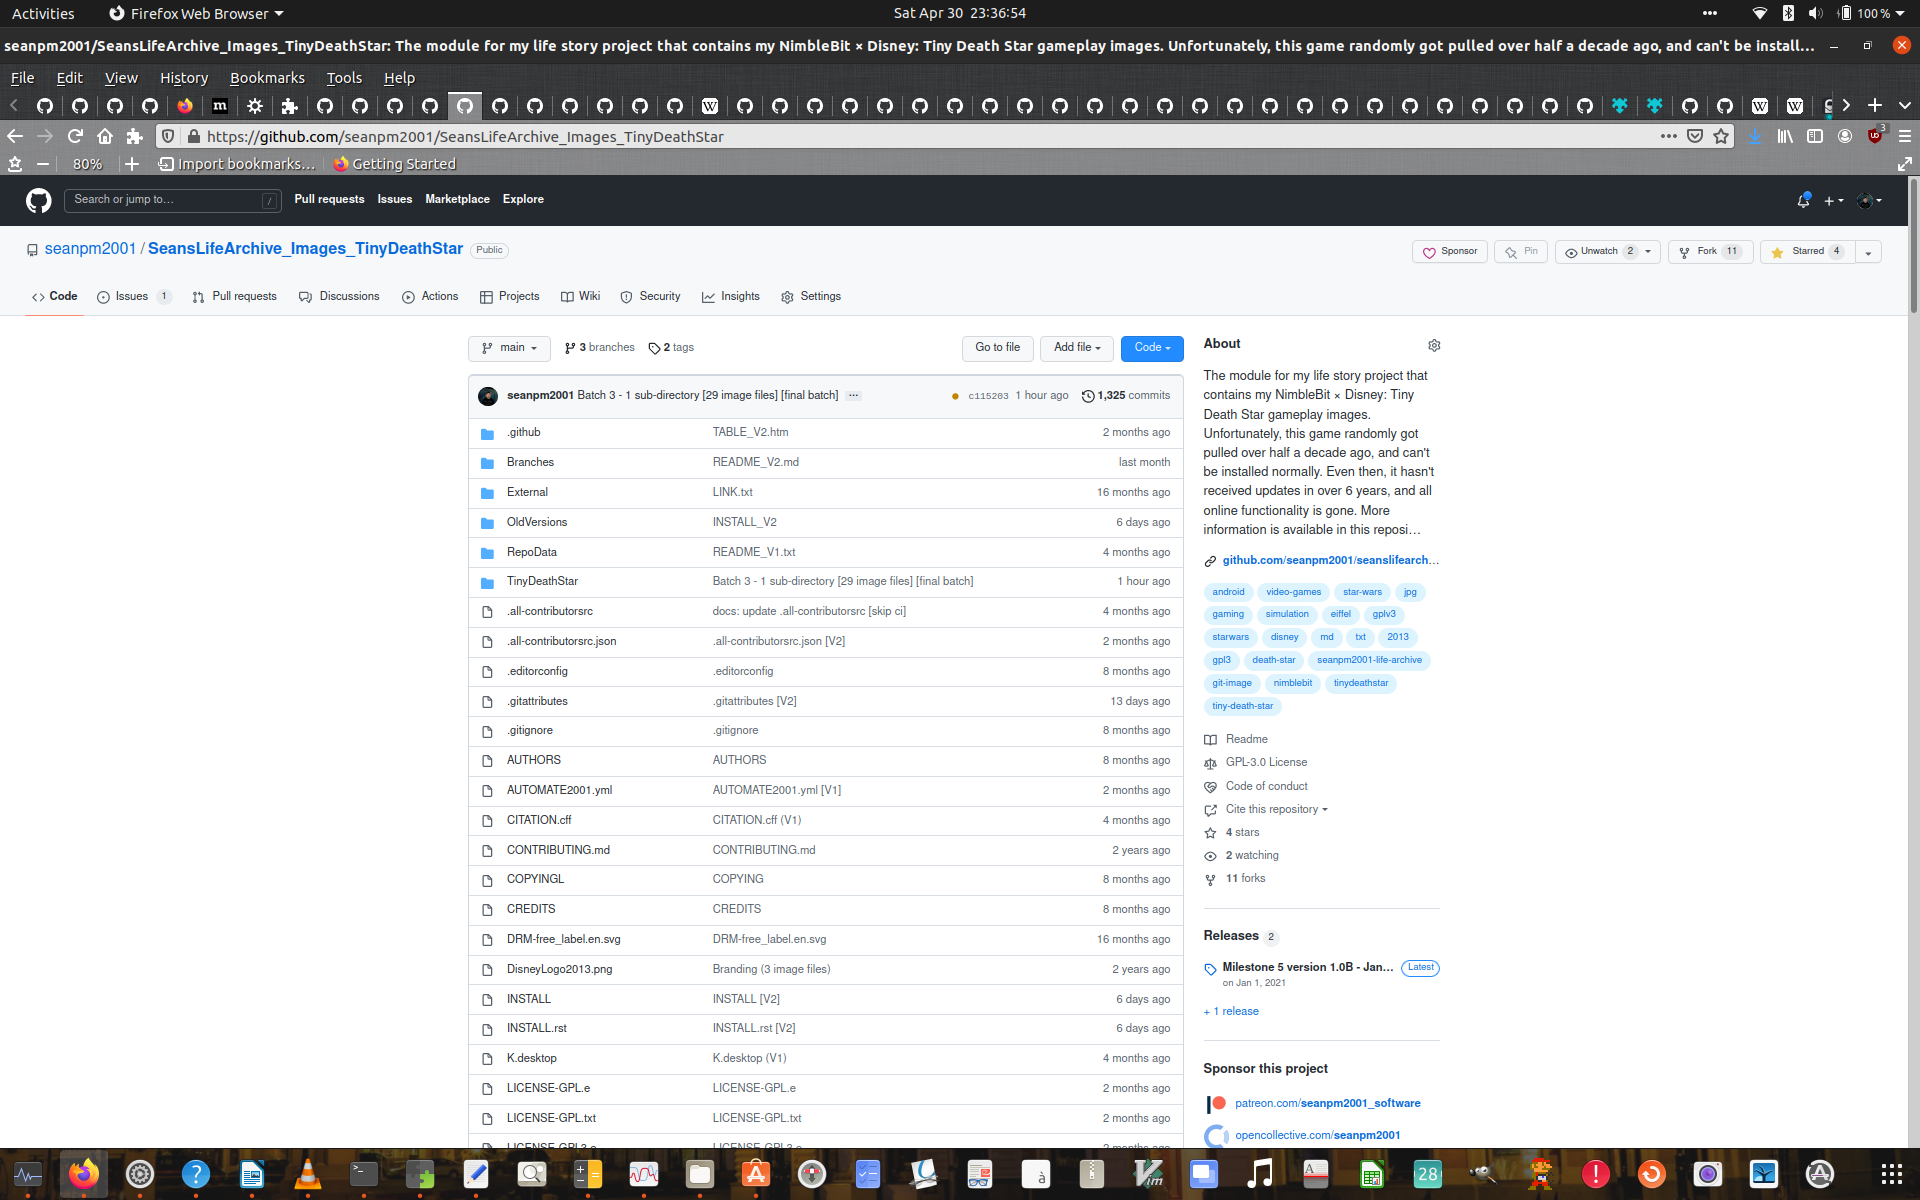 Activities
Firefox Web Browser
Sat Apr 30 23:36:54
100 %
seanpm2001/SeansLifeArchive_Images_TinyDeathStar: The module for my life story project that contains my NimbleBit × Disney: Tiny Death Star gameplay images. Unfortunately, this game randomly got pulled over half a decade ago, and can't be install…
File Edit View History Bookmarks Tools Help
https://github.com/seanpm2001/SeansLifeArchive_Images_TinyDeathStar
3
80%
Import bookmarks…
Getting Started
Search or jump to…
/
Pull requests Issues Marketplace Explore
seanpm2001 / SeansLifeArchive_Images_TinyDeathStar Public
Sponsor
Pin
Unwatch 2
Fork 11
Starred 4
Code
Issues 1
Pull requests
Discussions
Actions
Projects
Wiki
Security
Insights
Settings
main
3 branches
2 tags
Go to file
Add file
Code
seanpm2001 Batch 3 - 1 sub-directory [29 image files] [final batch] … c115203 1 hour ago 1,325 commits
.github TABLE_V2.htm 2 months ago
Branches README_V2.md last month
External LINK.txt 16 months ago
OldVersions INSTALL_V2 6 days ago
RepoData README_V1.txt 4 months ago
TinyDeathStar Batch 3 - 1 sub-directory [29 image files] [final batch] 1 hour ago
.all-contributorsrc docs: update .all-contributorsrc [skip ci] 4 months ago
.all-contributorsrc.json .all-contributorsrc.json [V2] 2 months ago
.editorconfig .editorconfig 8 months ago
.gitattributes .gitattributes [V2] 13 days ago
.gitignore .gitignore 8 months ago
AUTHORS AUTHORS 8 months ago
AUTOMATE2001.yml AUTOMATE2001.yml [V1] 2 months ago
CITATION.cff CITATION.cff (V1) 4 months ago
CONTRIBUTING.md CONTRIBUTING.md 2 years ago
COPYINGL COPYING 8 months ago
CREDITS CREDITS 8 months ago
DRM-free_label.en.svg DRM-free_label.en.svg 16 months ago
DisneyLogo2013.png Branding (3 image files) 2 years ago
INSTALL INSTALL [V2] 6 days ago
INSTALL.rst INSTALL.rst [V2] 6 days ago
K.desktop K.desktop (V1) 4 months ago
LICENSE-GPL.e LICENSE-GPL.e 2 months ago
LICENSE-GPL.txt LICENSE-GPL.txt 2 months ago
LICENSE-GPL3.e LICENSE-GPL3.e 2 months ago
About
The module for my life story project that
contains my NimbleBit × Disney: Tiny
Death Star gameplay images.
Unfortunately, this game randomly got
pulled over half a decade ago, and can't
be installed normally. Even then, it hasn't
received updates in over 6 years, and all
online functionality is gone. More
information is available in this reposi…
github.com/seanpm2001/seanslifearch…
android video-games star-wars jpg
gaming simulation eiffel gplv3
starwars disney md txt 2013
gpl3 death-star seanpm2001-life-archive
git-image nimblebit tinydeathstar
tiny-death-star
Readme
GPL-3.0 License
Code of conduct
Cite this repository
4 stars
2 watching
11 forks
Releases 2
Milestone 5 version 1.0B - Jan… Latest
on Jan 1, 2021
+ 1 release
Sponsor this project
patreon.com/seanpm2001_software
opencollective.com/seanpm2001
28